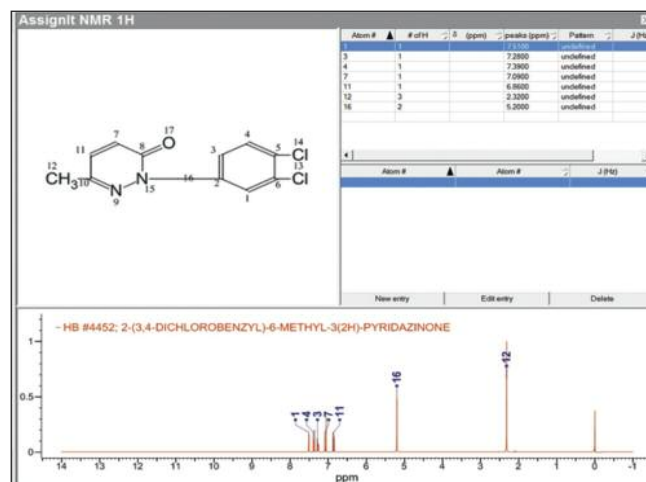 AssignIt NMR 1H
Atom # # of H δ (ppm) peaks (ppm) Pattern J (Hz
1 1 7.5100 undefined
3 1 7.2800 undefined
4 1 7.3900 undefined
7 1 7.0900 undefined
11 1 6.8600 undefined
12 3 2.3200 undefined
16 2 5.2000 undefined
Atom # Atom # J (Hz)
New entry Edit entry Delete
7 17 4 14
11 8 O 3 5 Cl
12 13
CH₃ 16 6 Cl
10 N N 15 2
9 1
~ HB #4452; 2-(3,4-DICHLOROBENZYL)-6-METHYL-3(2H)-PYRIDAZINONE
1
0.5
0
1 4 3 7 11 16 12
14 13 12 11 10 9 8 7 6 5 4 3 2 1 0 -1
ppm